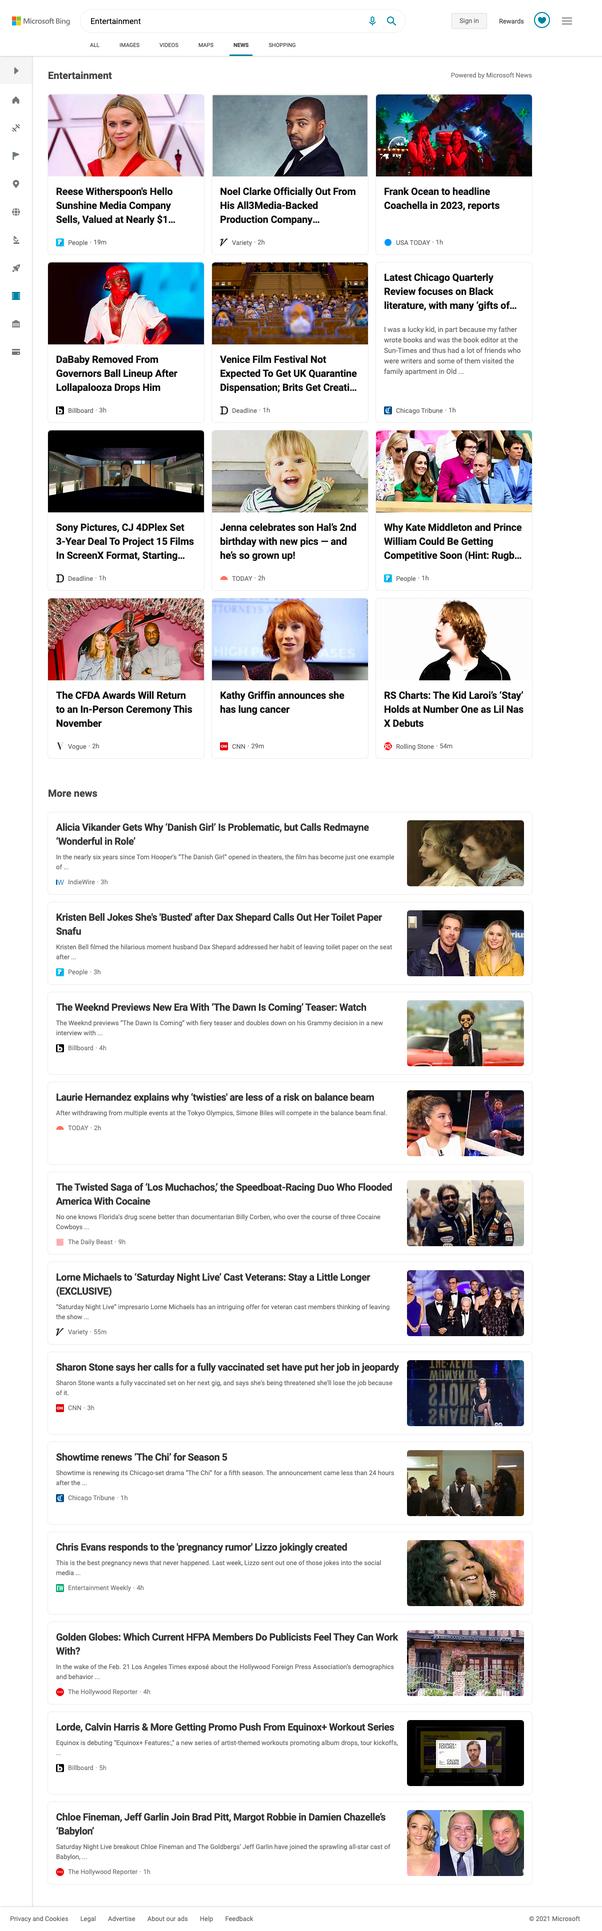 Microsoft Bing
Entertainment
Sign in
Rewards
ALL
IMAGES
VIDEOS
MAPS
NEWS
SHOPPING
Entertainment
Powered by Microsoft News
Reese Witherspoon's Hello
Sunshine Media Company
Sells, Valued at Nearly $1...
People · 19m
Noel Clarke Officially Out From
His All3Media-Backed
Production Company...
Variety · 2h
Frank Ocean to headline
Coachella in 2023, reports
USA TODAY · 1h
DaBaby Removed From
Governors Ball Lineup After
Lollapalooza Drops Him
Billboard · 3h
Venice Film Festival Not
Expected To Get UK Quarantine
Dispensation; Brits Get Creati...
Deadline · 1h
Latest Chicago Quarterly
Review focuses on Black
literature, with many 'gifts of...
I was a lucky kid, in part because my father
wrote books and was the book editor at the
Sun-Times and thus had a lot of friends who
were writers and some of them visited the
family apartment in Old ...
Chicago Tribune · 1h
Sony Pictures, CJ 4DPlex Set
3-Year Deal To Project 15 Films
In ScreenX Format, Starting...
Deadline · 1h
Jenna celebrates son Hal's 2nd
birthday with new pics — and
he's so grown up!
TODAY · 2h
Why Kate Middleton and Prince
William Could Be Getting
Competitive Soon (Hint: Rugb...
People · 1h
The CFDA Awards Will Return
to an In-Person Ceremony This
November
Vogue · 2h
Kathy Griffin announces she
has lung cancer
CNN · 29m
RS Charts: The Kid Laroi's 'Stay'
Holds at Number One as Lil Nas
X Debuts
Rolling Stone · 54m
More news
Alicia Vikander Gets Why 'Danish Girl' Is Problematic, but Calls Redmayne
'Wonderful in Role'
In the nearly six years since Tom Hooper's "The Danish Girl" opened in theaters, the film has become just one example
of ...
IndieWire · 3h
Kristen Bell Jokes She's 'Busted' after Dax Shepard Calls Out Her Toilet Paper
Snafu
Kristen Bell filmed the hilarious moment husband Dax Shepard addressed her habit of leaving toilet paper on the seat
after ...
People · 3h
The Weeknd Previews New Era With 'The Dawn Is Coming' Teaser: Watch
The Weeknd previews "The Dawn Is Coming" with fiery teaser and doubles down on his Grammy decision in a new
interview with ...
Billboard · 4h
Laurie Hernandez explains why 'twisties' are less of a risk on balance beam
After withdrawing from multiple events at the Tokyo Olympics, Simone Biles will compete in the balance beam final.
TODAY · 2h
The Twisted Saga of 'Los Muchachos,' the Speedboat-Racing Duo Who Flooded
America With Cocaine
No one knows Florida's drug scene better than documentarian Billy Corben, who over the course of three Cocaine
Cowboys ...
The Daily Beast · 9h
Lorne Michaels to 'Saturday Night Live' Cast Veterans: Stay a Little Longer
(EXCLUSIVE)
"Saturday Night Live" impresario Lorne Michaels has an intriguing offer for veteran cast members thinking of leaving
the show ...
Variety · 55m
Sharon Stone says her calls for a fully vaccinated set have put her job in jeopardy
Sharon Stone wants a fully vaccinated set on her next gig, and says she's being threatened she'll lose the job because
of it.
CNN · 3h
Showtime renews 'The Chi' for Season 5
Showtime is renewing its Chicago-set drama "The Chi" for a fifth season. The announcement came less than 24 hours
after the ...
Chicago Tribune · 1h
Chris Evans responds to the 'pregnancy rumor' Lizzo jokingly created
This is the best pregnancy news that never happened. Last week, Lizzo sent out one of those jokes into the social
media ...
Entertainment Weekly · 4h
Golden Globes: Which Current HFPA Members Do Publicists Feel They Can Work
With?
In the wake of the Feb. 21 Los Angeles Times exposé about the Hollywood Foreign Press Association's demographics
and behavior ...
The Hollywood Reporter · 4h
Lorde, Calvin Harris & More Getting Promo Push From Equinox+ Workout Series
Equinox is debuting "Equinox+ Features:," a new series of artist-themed workouts promoting album drops, tour kickoffs,
...
Billboard · 5h
Chloe Fineman, Jeff Garlin Join Brad Pitt, Margot Robbie in Damien Chazelle's
'Babylon'
Saturday Night Live breakout Chloe Fineman and The Goldbergs' Jeff Garlin have joined the sprawling all-star cast of
Babylon, ...
The Hollywood Reporter · 1h
Privacy and Cookies
Legal
Advertise
About our ads
Help
Feedback
© 2021 Microsoft